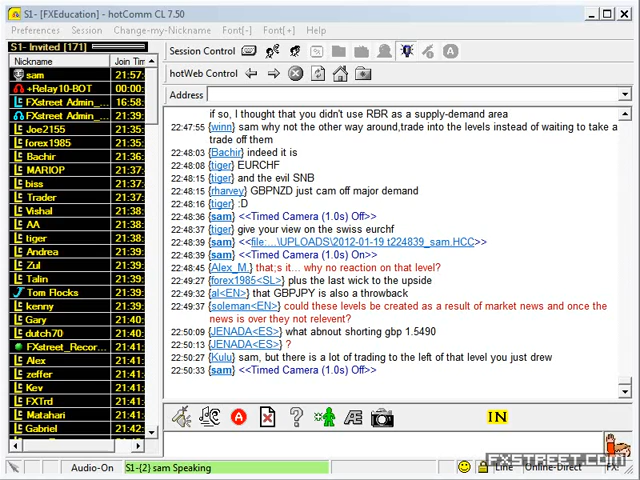 S1- [FXEducation] - hotComm CL 7.50
Preferences Session Change-my-Nickname Font[-] Font[+] Help
S1- Invited [171]
Session Control
Nickname Join Tim
hotWeb Control
Address
sam 21:57:
+Relay10-BOT 00:00:
FXstreet Admin_... 16:58:
FXstreet Admin_... 21:39:
Joe2155 21:35:
forex1985 21:35:
Bachir 21:36:
MARIOP 21:37:
biss 21:37:
Trader 21:37:
Vishal 21:38:
AA 21:38:
tiger 21:38:
Andrea 21:38:
Zul 21:38:
Talin 21:40:
Tom Rocks 21:40:
kenny 21:39:
Gary 21:40:
dutch70 21:40:
FXstreet_Recor... 21:41:
Alex 21:41:
zeffer 21:41:
Kev 21:41:
FXTrd 21:41:
Matahari 21:41:
Gabriel 21:42:
if so, I thought that you didn't use RBR as a supply-demand area
22:47:55 {winn} sam why not the other way around,trade into the levels instead of waiting to take a
trade off them
22:48:03 {Bachir} indeed it is
22:48:08 {tiger} EURCHF
22:48:15 {tiger} and the evil SNB
22:48:15 {rharvey} GBPNZD just cam off major demand
22:48:18 {tiger} :D
22:48:36 {sam} <<Timed Camera (1.0s) Off>>
22:48:37 {tiger} give your view on the swiss eurchf
22:48:39 {sam} <<file:...\UPLOADS\2012-01-19 t224839_sam.HCC>>
22:48:39 {sam} <<Timed Camera (1.0s) On>>
22:48:45 {Alex_M.} that;s it... why no reaction on that level?
22:49:27 {forex1985<SL>} plus the last wick to the upside
22:49:32 {al<EN>} that GBPJPY is also a throwback
22:49:37 {soleman<EN>} could these levels be created as a result of market news and once the
news is over they not relevent?
22:50:09 {JENADA<ES>} what abnout shorting gbp 1.5490
22:50:13 {JENADA<ES>} ?
22:50:27 {Kulu} sam, but there is a lot of trading to the left of that level you just drew
22:50:33 {sam} <<Timed Camera (1.0s) Off>>
IN
Audio-On S1-{2} sam Speaking Line Online-Direct FX:
FXSTREET.COM